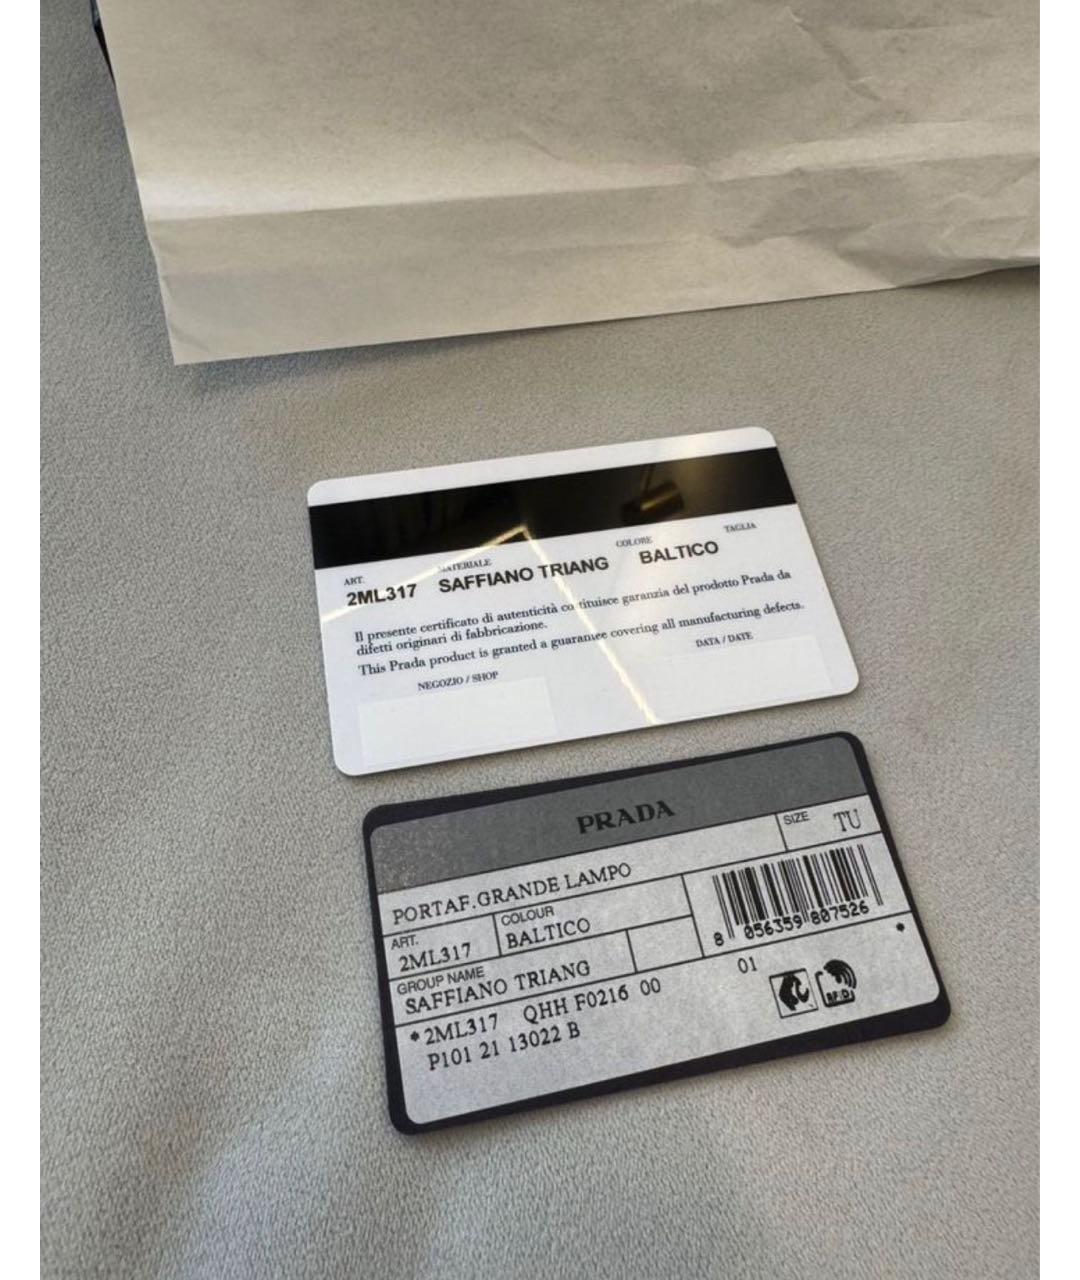 ART.
2ML317
MATERIALE
SAFFIANO TRIANG
COLORE
BALTICO
TAGLIA
Il presente certificato di autenticità costituisce garanzia del prodotto Prada da
difetti originari di fabbricazione.
This Prada product is granted a guarantee covering all manufacturing defects.
NEGOZIO / SHOP
DATA / DATE
PRADA
PORTAF.GRANDE LAMPO
SIZE
TU
ART.
2ML317
COLOUR
BALTICO
8 056359 807526
GROUP NAME
SAFFIANO TRIANG
*2ML317 QHH F0216 00
01
*
P101 21 13022 B
RFID